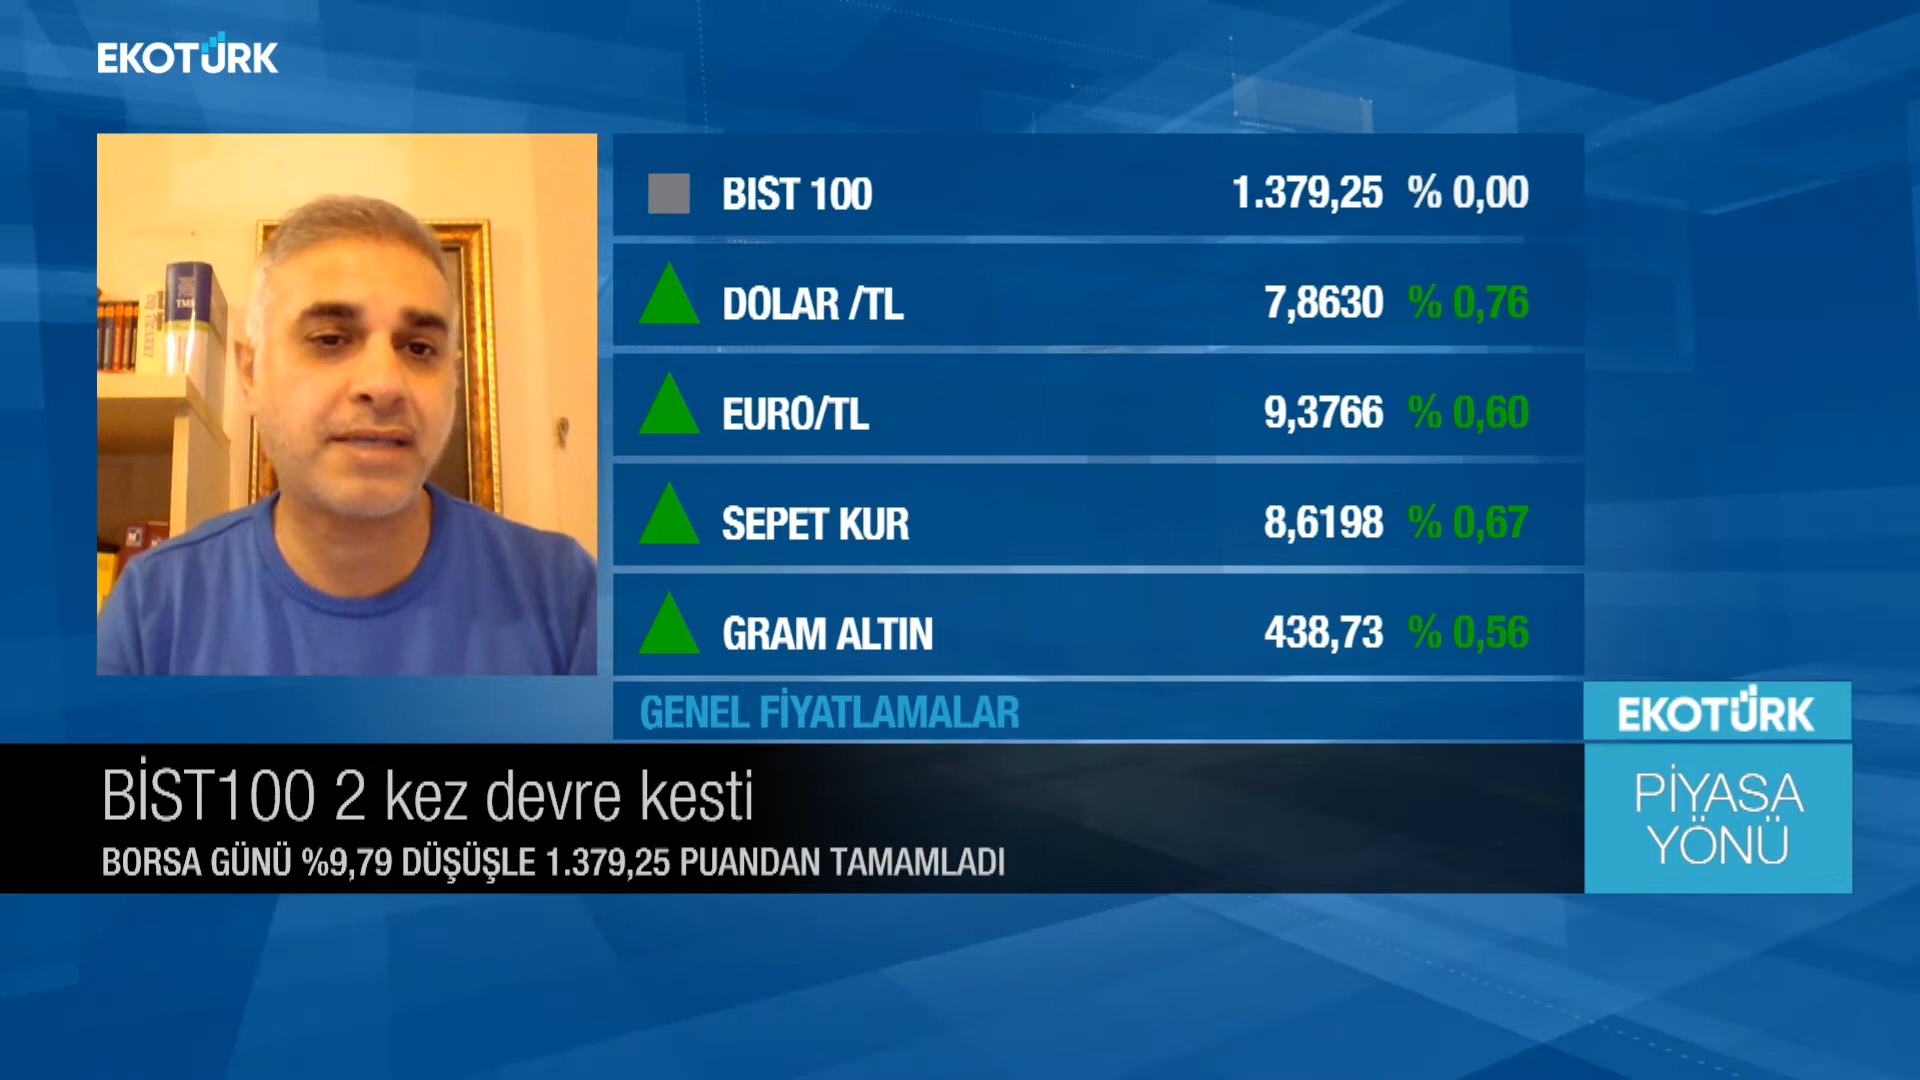 EKOTÜRK
TMS
BIST 100 1.379,25 % 0,00
DOLAR /TL 7,8630 % 0,76
EURO/TL 9,3766 % 0,60
SEPET KUR 8,6198 % 0,67
GRAM ALTIN 438,73 % 0,56
GENEL FİYATLAMALAR
EKOTÜRK
BİST100 2 kez devre kesti
BORSA GÜNÜ %9,79 DÜŞÜŞLE 1.379,25 PUANDAN TAMAMLADI
PİYASA
YÖNÜ